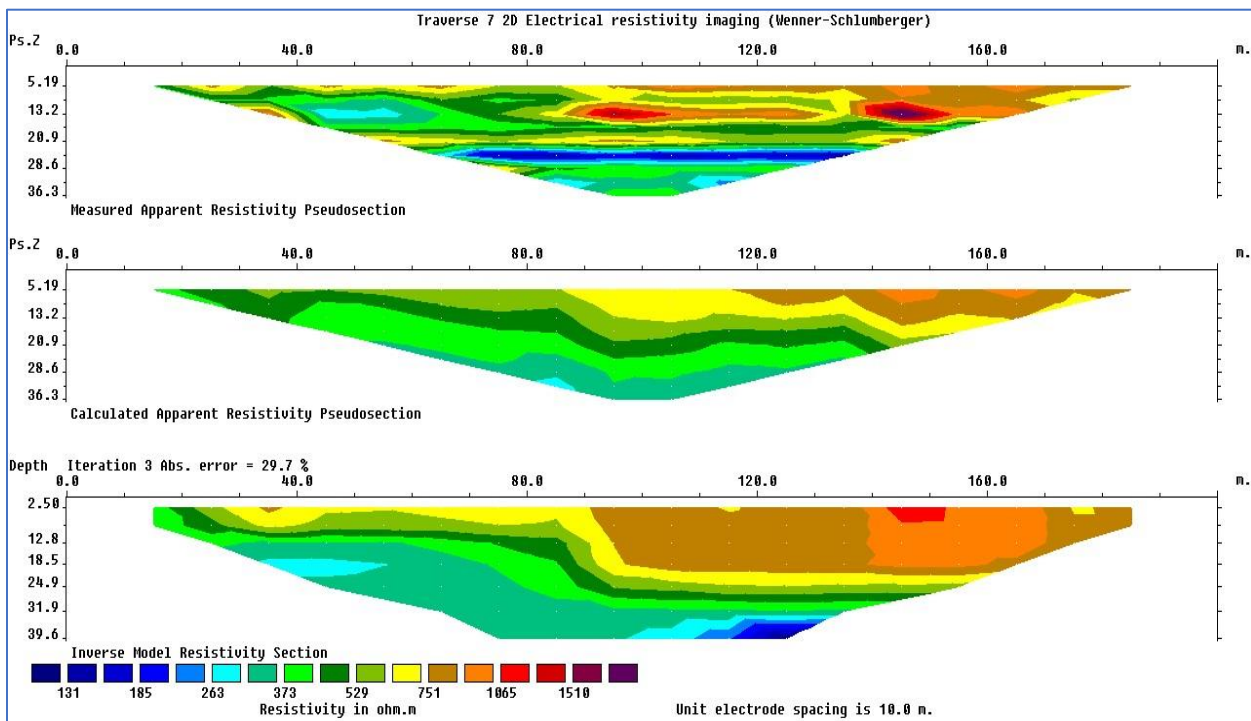 Traverse 7 2D Electrical resistivity imaging (Wenner-Schlumberger)
Ps.Z 0.0 40.0 80.0 120.0 160.0 m.
5.19
13.2
20.9
28.6
36.3
Measured Apparent Resistivity Pseudosection
Ps.Z 0.0 40.0 80.0 120.0 160.0 m.
5.19
13.2
20.9
28.6
36.3
Calculated Apparent Resistivity Pseudosection
Depth Iteration 3 Abs. error = 29.7 %
0.0 40.0 80.0 120.0 160.0 m.
2.50
12.8
18.5
24.9
31.9
39.6
Inverse Model Resistivity Section
131 185 263 373 529 751 1065 1510
Resistivity in ohm.m Unit electrode spacing is 10.0 m.